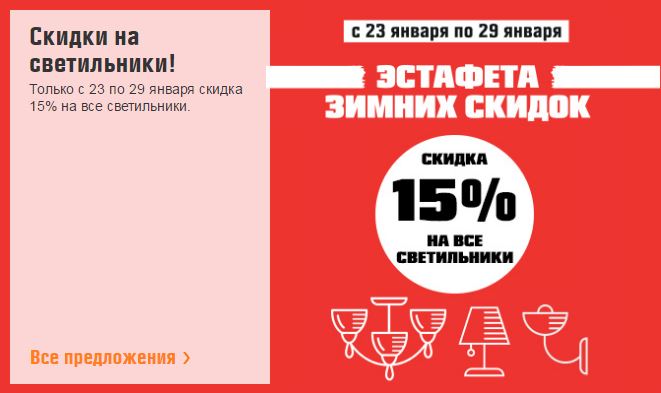 Скидки на
светильники!
Только с 23 по 29 января скидка
15% на все светильники.
Все предложения >
с 23 января по 29 января
ЭСТАФЕТА
ЗИМНИХ СКИДОК
СКИДКА
15%
НА ВСЕ
СВЕТИЛЬНИКИ